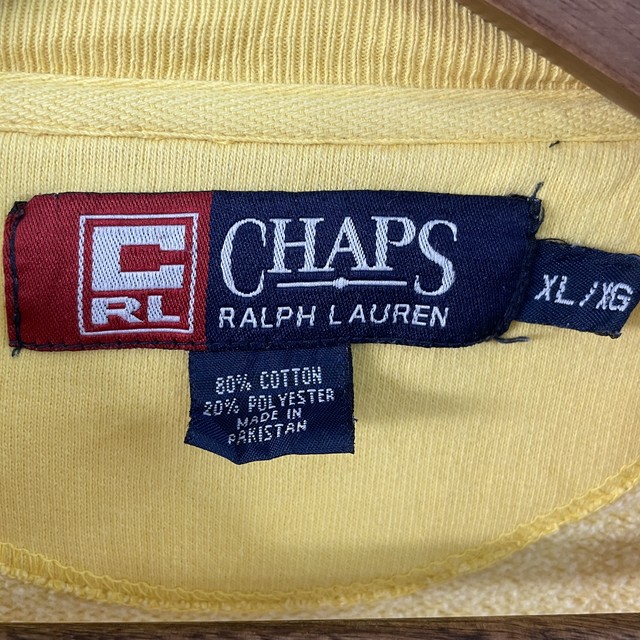 C
RL
CHAPS
RALPH LAUREN
XL/XG
80% COTTON
20% POLYESTER
MADE IN
PAKISTAN